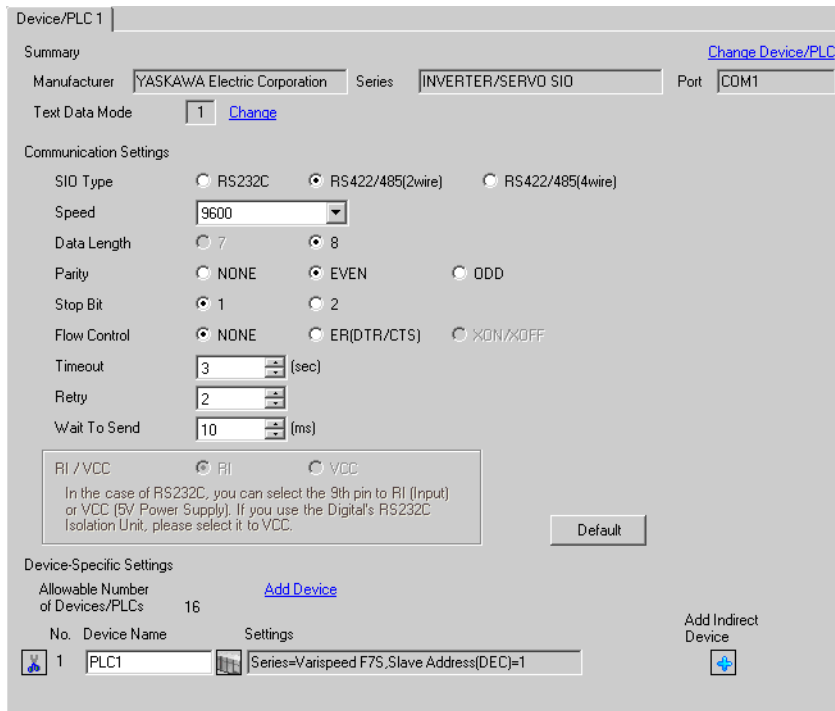 Device/PLC 1
Summary
Change Device/PLC
Manufacturer YASKAWA Electric Corporation Series INVERTER/SERVO SIO Port COM1
Text Data Mode 1 Change
Communication Settings
SIO Type RS232C RS422/485(2wire) RS422/485(4wire)
Speed 9600
Data Length 7 8
Parity NONE EVEN ODD
Stop Bit 1 2
Flow Control NONE ER(DTR/CTS) XON/XOFF
Timeout 3 (sec)
Retry 2
Wait To Send 10 (ms)
RI / VCC RI VCC
In the case of RS232C, you can select the 9th pin to RI (Input)
or VCC (5V Power Supply). If you use the Digital's RS232C
Isolation Unit, please select it to VCC.
Default
Device-Specific Settings
Allowable Number
of Devices/PLCs 16
Add Device
Add Indirect
Device
No. Device Name Settings
1 PLC1 Series=Varispeed F7S,Slave Address(DEC)=1